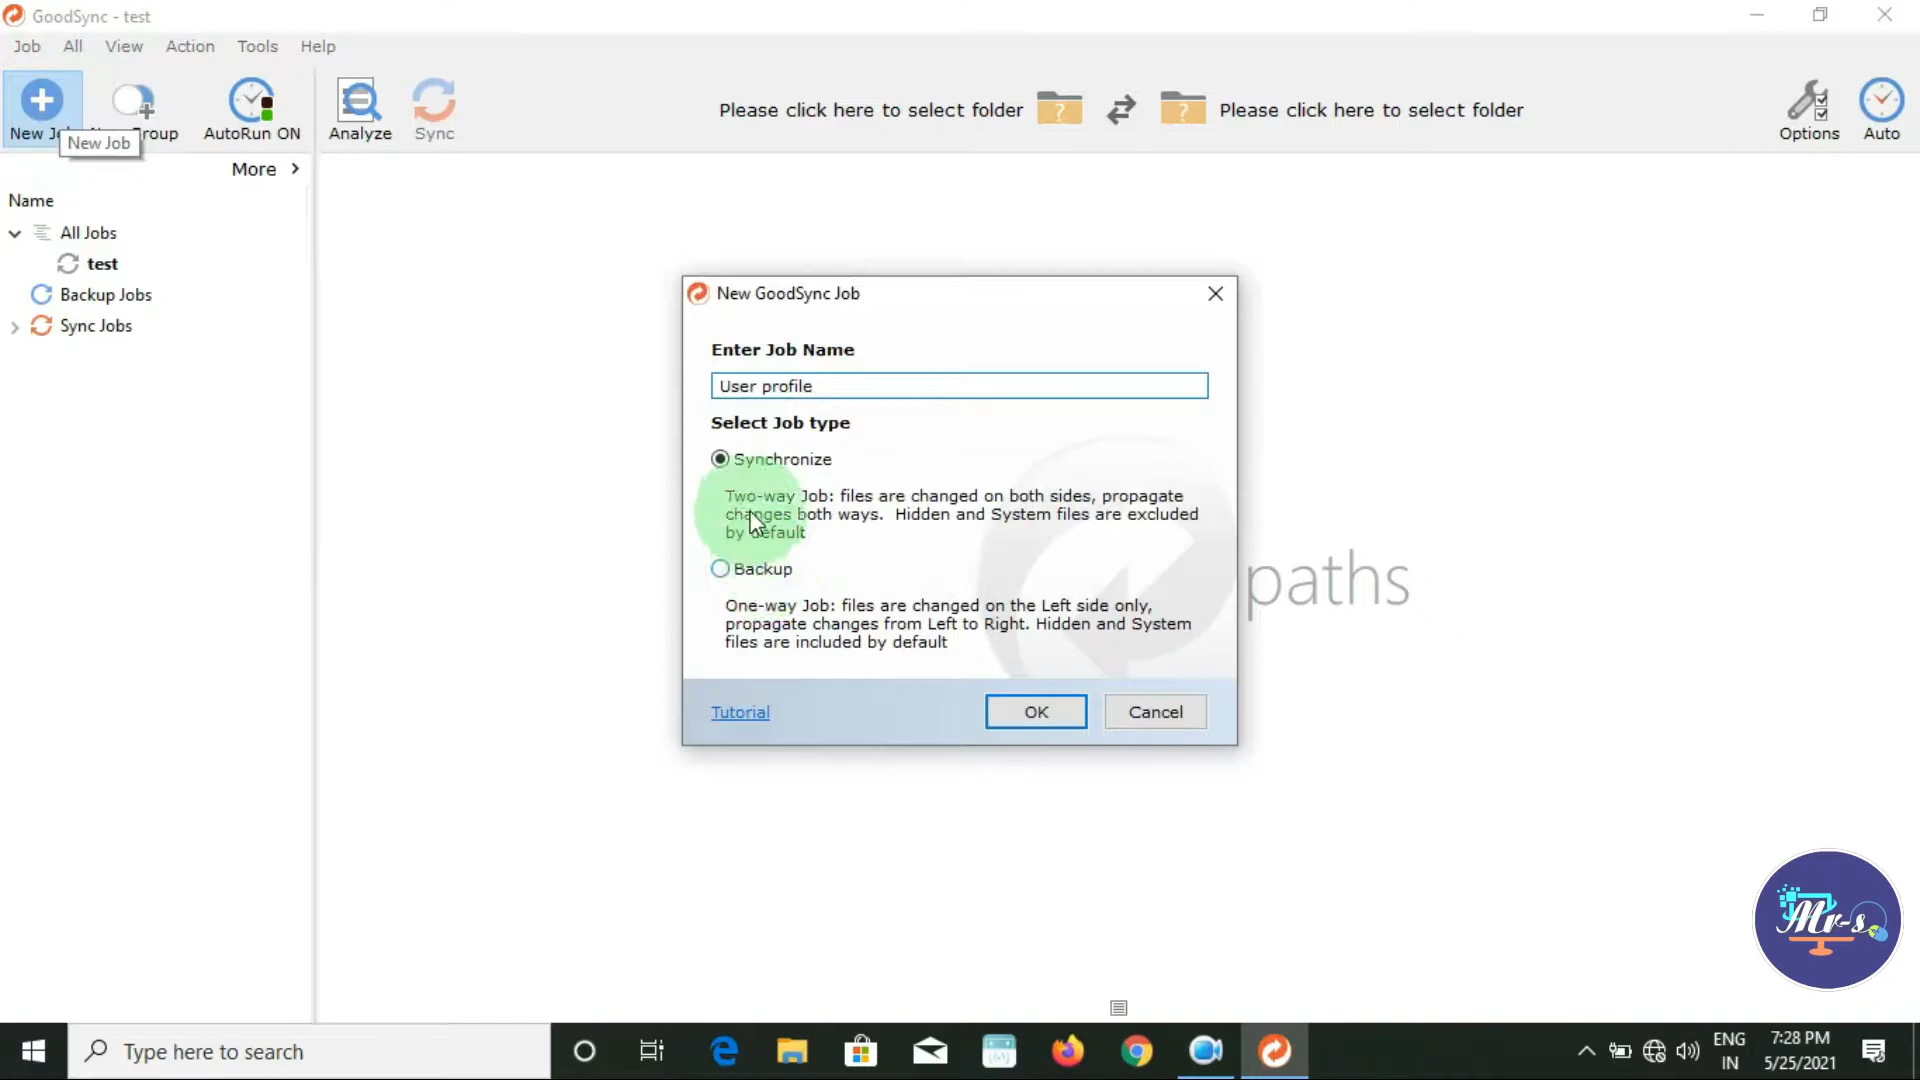 GoodSync - test
Job All View Action Tools Help
New Group AutoRun ON Analyze Sync
Please click here to select folder ? ? Please click here to select folder
Options Auto
New Job
More
Name
All Jobs
test
Backup Jobs
Sync Jobs
New GoodSync Job
Enter Job Name
User profile
Select Job type
Synchronize
Two-way Job: files are changed on both sides, propagate
changes both ways. Hidden and System files are excluded
by default
Backup
One-way Job: files are changed on the Left side only,
propagate changes from Left to Right. Hidden and System
files are included by default
Tutorial OK Cancel
paths
Mr-s
Type here to search
ENG
IN
7:28 PM
5/25/2021